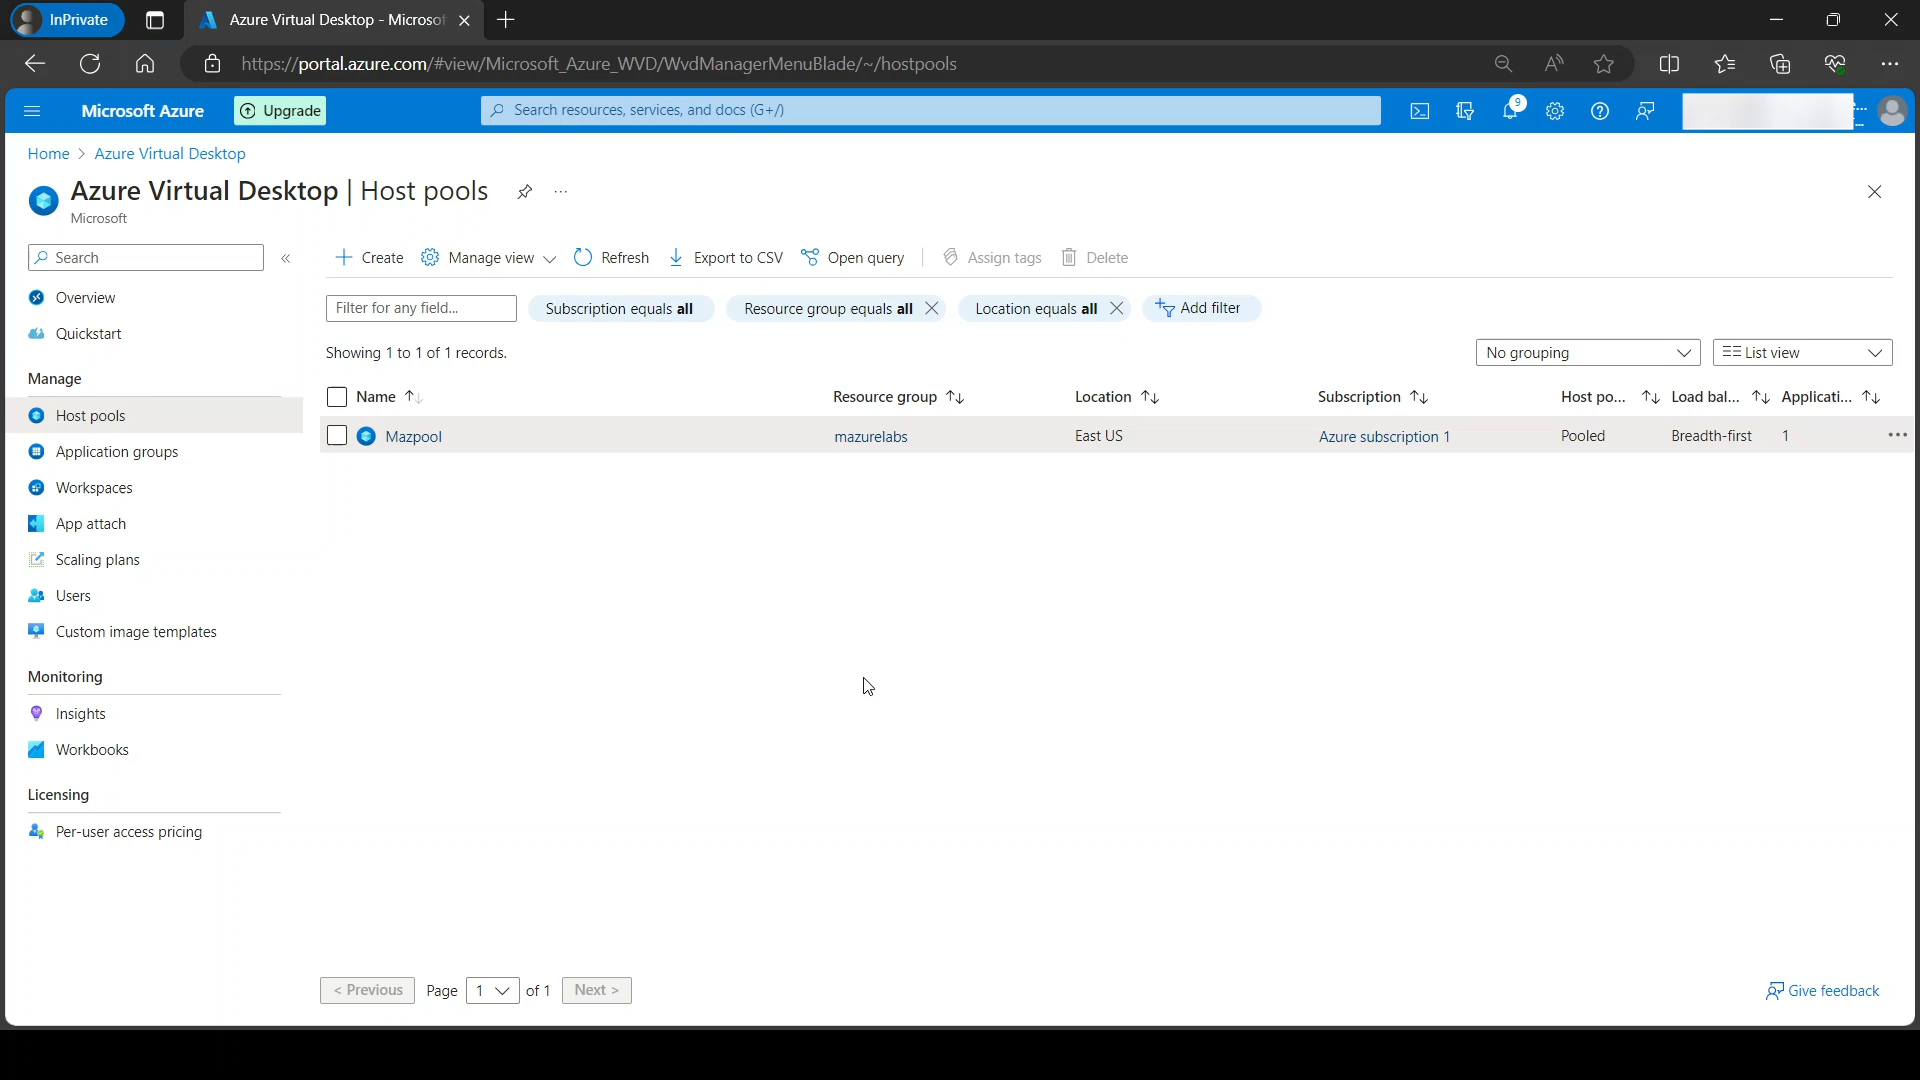 InPrivate
Azure Virtual Desktop - Microsof
https://portal.azure.com/#view/Microsoft_Azure_WVD/WvdManagerMenuBlade/~/hostpools
Microsoft Azure
Upgrade
Search resources, services, and docs (G+/)
9
Home > Azure Virtual Desktop
Azure Virtual Desktop | Host pools
Microsoft
Search
Overview
Quickstart
Manage
Host pools
Application groups
Workspaces
App attach
Scaling plans
Users
Custom image templates
Monitoring
Insights
Workbooks
Licensing
Per-user access pricing
Create Manage view Refresh Export to CSV Open query Assign tags Delete
Filter for any field... Subscription equals all Resource group equals all Location equals all Add filter
Showing 1 to 1 of 1 records.
No grouping List view
Name Resource group Location Subscription Host po... Load bal... Applicati...
Mazpool mazurelabs East US Azure subscription 1 Pooled Breadth-first 1
< Previous Page 1 of 1 Next >
Give feedback